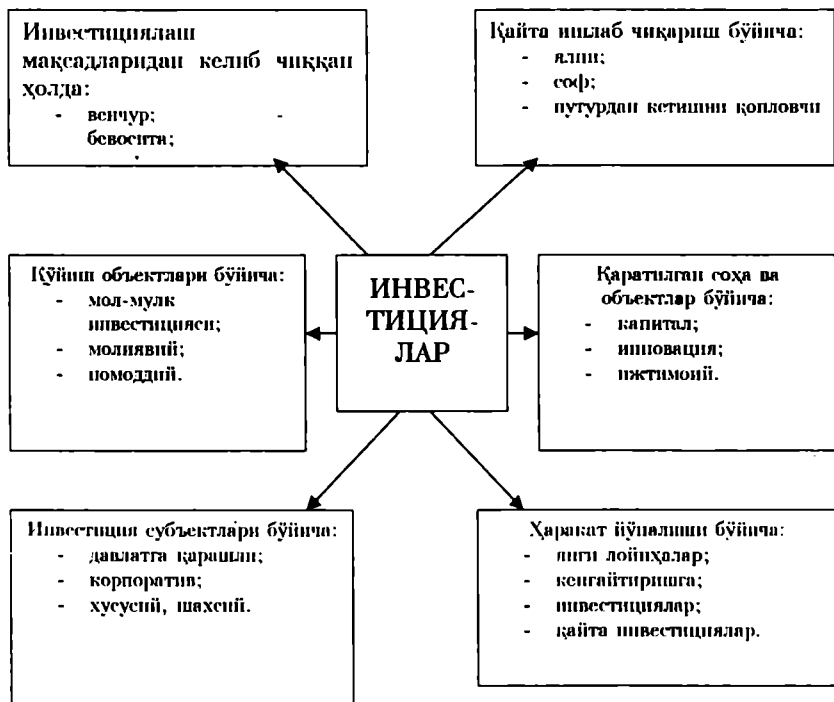 Инвестициялаш
мақсадларидан келиб чиққан
ҳолда:
- венчур; -
бевосита;
Қайта ишлаб чиқариш бўйича:
- ялпи;
- соф;
- путурдан кетишни қопловчи
Қўйиш объектлари бўйича:
- мол-мулк
инвестицияси;
- молиявий;
- номоддий.
ИНВЕС-
ТИЦИЯ-
ЛАР
Қаратилган соҳа ва
объектлар бўйича:
- капитал;
- инновация;
- ижтимоий.
Инвестиция субъектлари бўйича:
- давлатга қарашли;
- корпоратив;
- хусусий, шахсий.
Ҳаракат йўналиши бўйича:
- янги лойиҳалар;
- кенгайтиришга;
- инвестициялар;
- қайта инвестициялар.